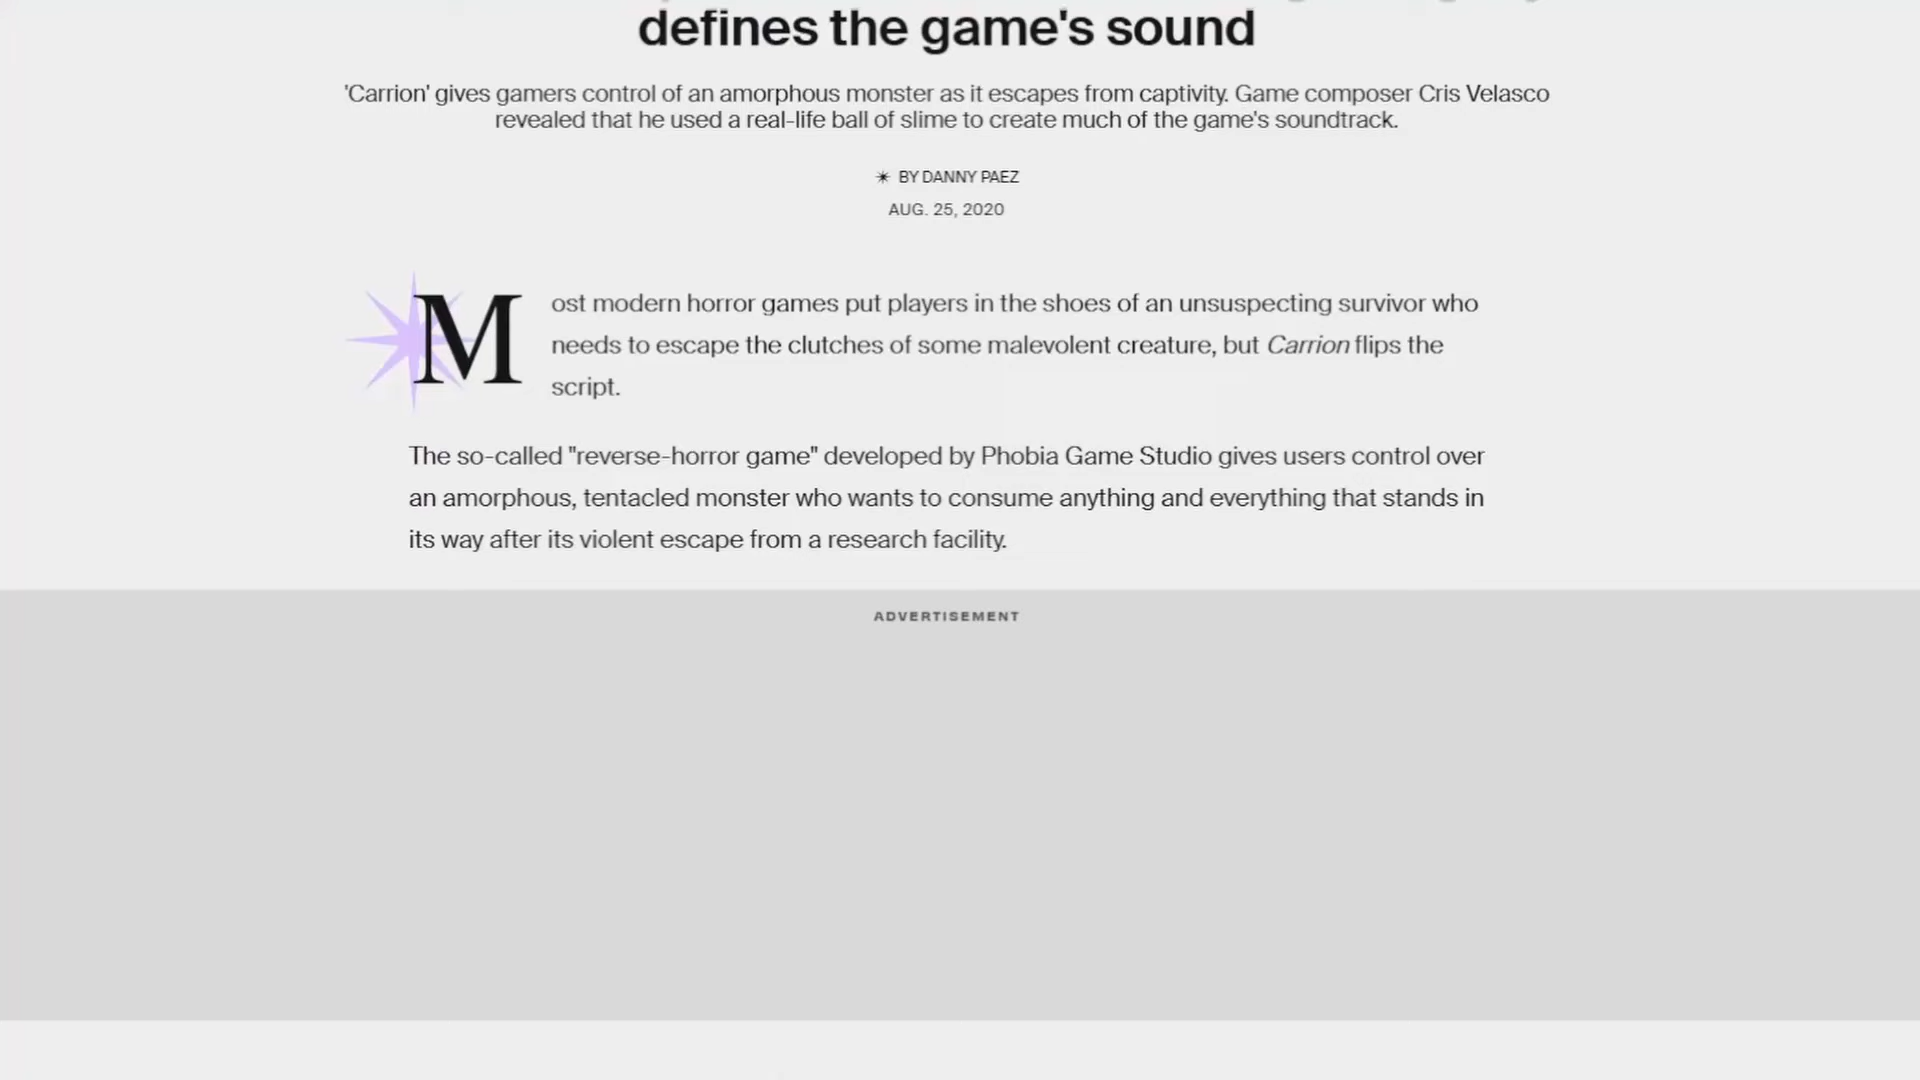 defines the game's sound
'Carrion' gives gamers control of an amorphous monster as it escapes from captivity. Game composer Cris Velasco
revealed that he used a real-life ball of slime to create much of the game's soundtrack.
BY DANNY PAEZ
AUG. 25, 2020
Most modern horror games put players in the shoes of an unsuspecting survivor who
needs to escape the clutches of some malevolent creature, but Carrion flips the
script.
The so-called "reverse-horror game" developed by Phobia Game Studio gives users control over
an amorphous, tentacled monster who wants to consume anything and everything that stands in
its way after its violent escape from a research facility.
ADVERTISEMENT